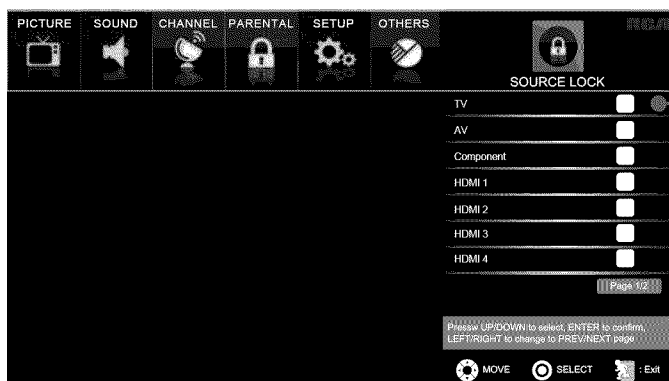 PICTURE SOUND CHANNEL PARENTAL SETUP OTHERS
RCA
SOURCE LOCK
TV
AV
Component
HDMI 1
HDMI 2
HDMI 3
HDMI 4
Page 1/2
Pressw UP/DOWN to select, ENTER to confirm,
LEFT/RIGHT to change to PREV/NEXT page
MOVE SELECT : Exit